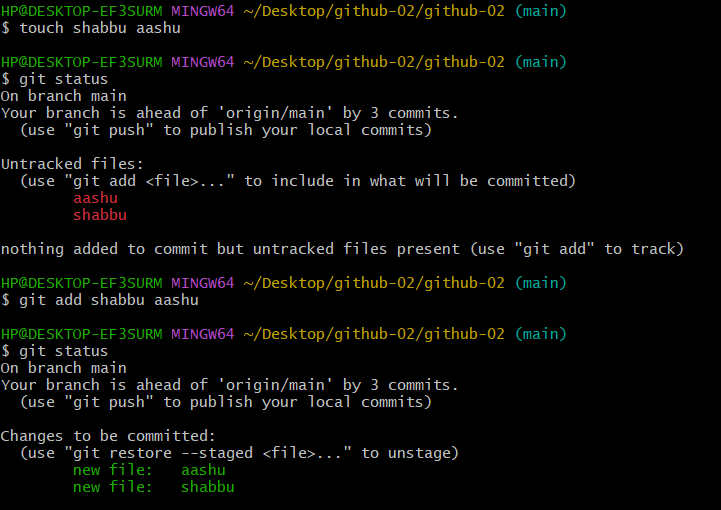 HP@DESKTOP-EF3SURM MINGW64 ~/Desktop/github-02/github-02 (main)
$ touch shabbu aashu
HP@DESKTOP-EF3SURM MINGW64 ~/Desktop/github-02/github-02 (main)
$ git status
On branch main
Your branch is ahead of 'origin/main' by 3 commits.
  (use "git push" to publish your local commits)
Untracked files:
  (use "git add <file>..." to include in what will be committed)
        aashu
        shabbu
nothing added to commit but untracked files present (use "git add" to track)
HP@DESKTOP-EF3SURM MINGW64 ~/Desktop/github-02/github-02 (main)
$ git add shabbu aashu
HP@DESKTOP-EF3SURM MINGW64 ~/Desktop/github-02/github-02 (main)
$ git status
On branch main
Your branch is ahead of 'origin/main' by 3 commits.
  (use "git push" to publish your local commits)
Changes to be committed:
  (use "git restore --staged <file>..." to unstage)
        new file:   aashu
        new file:   shabbu